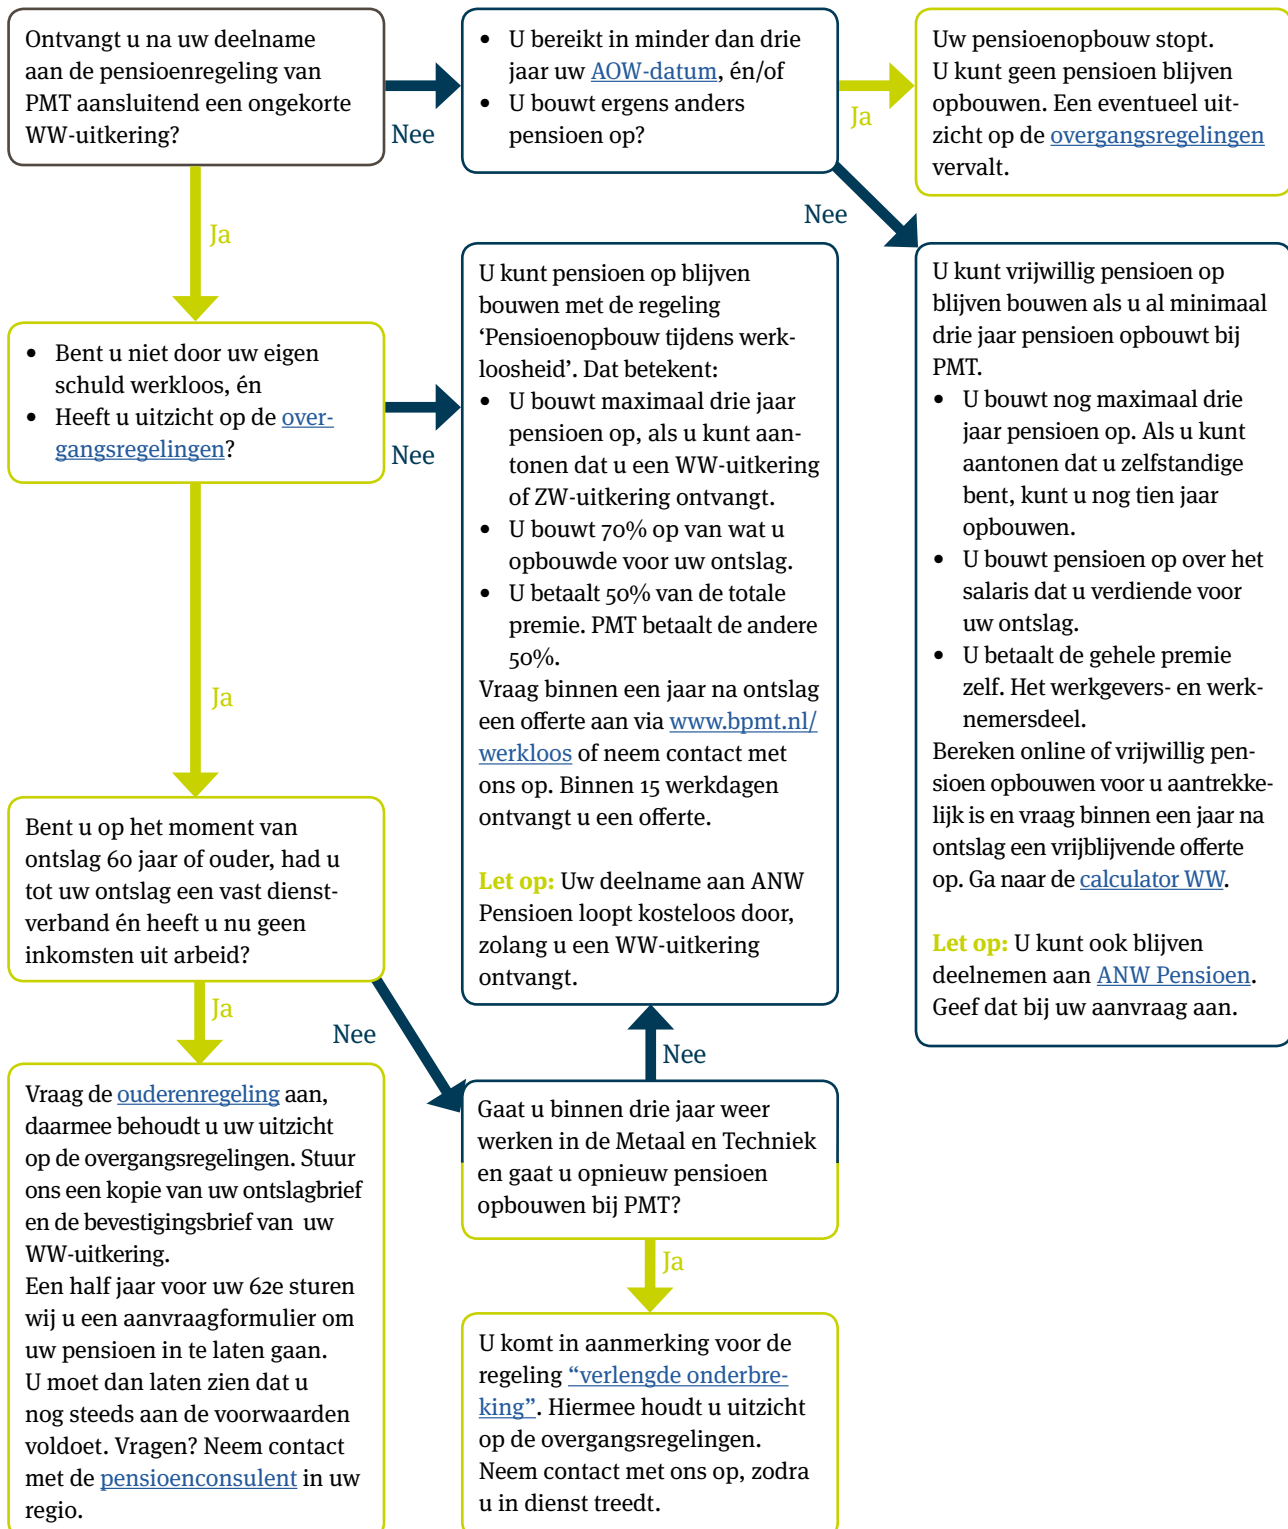 Ontvangt u na uw deelname
aan de pensioenregeling van
PMT aansluitend een ongekorte
WW-uitkering?
Nee
• U bereikt in minder dan drie
jaar uw AOW-datum, én/of
• U bouwt ergens anders
pensioen op?
Ja
Uw pensioenopbouw stopt.
U kunt geen pensioen blijven
opbouwen. Een eventueel uit-
zicht op de overgangsregelingen
vervalt.
Nee
Ja
• Bent u niet door uw eigen
schuld werkloos, én
• Heeft u uitzicht op de over-
gangsregelingen?
Nee
U kunt pensioen op blijven
bouwen met de regeling
‘Pensioenopbouw tijdens werk-
loosheid’. Dat betekent:
• U bouwt maximaal drie jaar
pensioen op, als u kunt aan-
tonen dat u een WW-uitkering
of ZW-uitkering ontvangt.
• U bouwt 70% op van wat u
opbouwde voor uw ontslag.
• U betaalt 50% van de totale
premie. PMT betaalt de andere
50%.
Vraag binnen een jaar na ontslag
een offerte aan via www.bpmt.nl/
werkloos of neem contact met
ons op. Binnen 15 werkdagen
ontvangt u een offerte.
Let op: Uw deelname aan ANW
Pensioen loopt kosteloos door,
zolang u een WW-uitkering
ontvangt.
U kunt vrijwillig pensioen op
blijven bouwen als u al minimaal
drie jaar pensioen opbouwt bij
PMT.
• U bouwt nog maximaal drie
jaar pensioen op. Als u kunt
aantonen dat u zelfstandige
bent, kunt u nog tien jaar
opbouwen.
• U bouwt pensioen op over het
salaris dat u verdiende voor
uw ontslag.
• U betaalt de gehele premie
zelf. Het werkgevers- en werk-
nemersdeel.
Bereken online of vrijwillig pen-
sioen opbouwen voor u aantrekke-
lijk is en vraag binnen een jaar na
ontslag een vrijblijvende offerte
op. Ga naar de calculator WW.
Let op: U kunt ook blijven
deelnemen aan ANW Pensioen.
Geef dat bij uw aanvraag aan.
Ja
Bent u op het moment van
ontslag 60 jaar of ouder, had u
tot uw ontslag een vast dienst-
verband én heeft u nu geen
inkomsten uit arbeid?
Ja
Nee
Nee
Vraag de ouderenregeling aan,
daarmee behoudt u uw uitzicht
op de overgangsregelingen. Stuur
ons een kopie van uw ontslagbrief
en de bevestigingsbrief van uw
WW-uitkering.
Een half jaar voor uw 62e sturen
wij u een aanvraagformulier om
uw pensioen in te laten gaan.
U moet dan laten zien dat u
nog steeds aan de voorwaarden
voldoet. Vragen? Neem contact
met de pensioenconsulent in uw
regio.
Gaat u binnen drie jaar weer
werken in de Metaal en Techniek
en gaat u opnieuw pensioen
opbouwen bij PMT?
Ja
U komt in aanmerking voor de
regeling “verlengde onderbre-
king”. Hiermee houdt u uitzicht
op de overgangsregelingen.
Neem contact met ons op, zodra
u in dienst treedt.